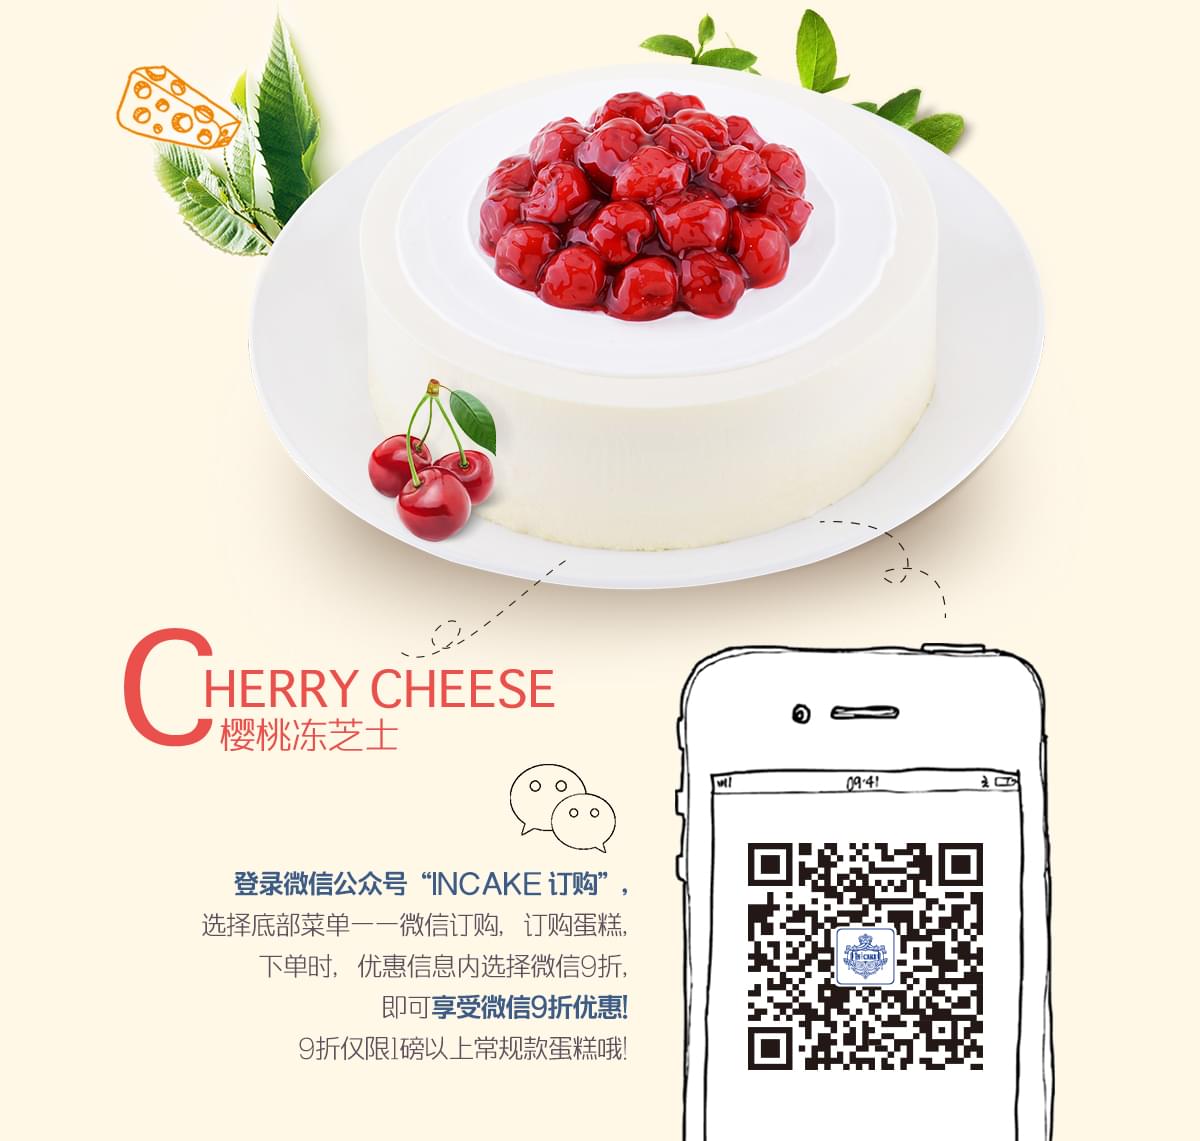 CHERRY CHEESE
樱桃冻芝士
登录微信公众号“INCAKE 订购”，
选择底部菜单——微信订购，订购蛋糕，
下单时，优惠信息内选择微信9折，
即可享受微信9折优惠！
9折仅限1磅以上常规款蛋糕哦！
09:41
INCAKE